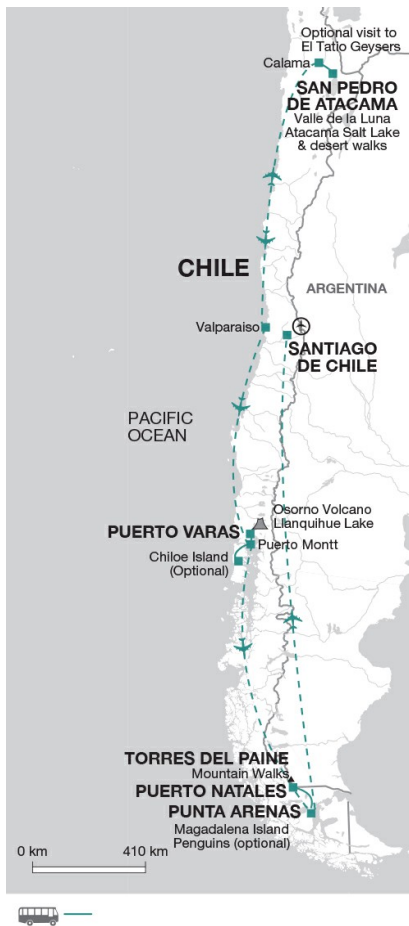 Optional visit to
El Tatio Geysers
Calama
SAN PEDRO
DE ATACAMA
Valle de la Luna
Atacama Salt Lake
& desert walks
CHILE
ARGENTINA
Valparaiso
SANTIAGO
DE CHILE
PACIFIC
OCEAN
Osorno Volcano
Llanquihue Lake
PUERTO VARAS
Puerto Montt
Chiloe Island
(Optional)
TORRES DEL PAINE
Mountain Walks
PUERTO NATALES
PUNTA ARENAS
Magadalena Island
Penguins (optional)
0 km 410 km